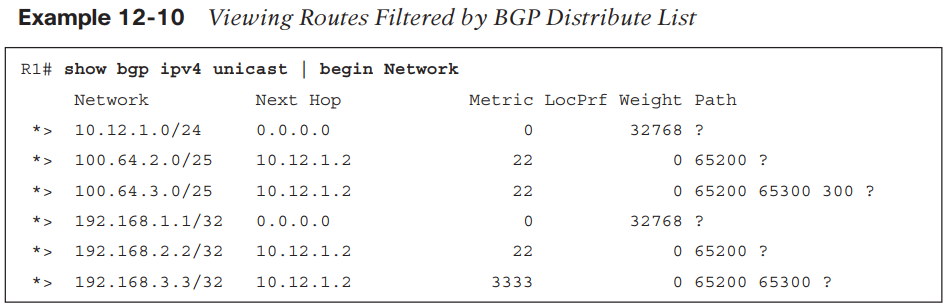 Example 12-10 Viewing Routes Filtered by BGP Distribute List
R1# show bgp ipv4 unicast | begin Network
Network Next Hop Metric LocPrf Weight Path
*> 10.12.1.0/24 0.0.0.0 0 32768 ?
*> 100.64.2.0/25 10.12.1.2 22 0 65200 ?
*> 100.64.3.0/25 10.12.1.2 22 0 65200 65300 300 ?
*> 192.168.1.1/32 0.0.0.0 0 32768 ?
*> 192.168.2.2/32 10.12.1.2 22 0 65200 ?
*> 192.168.3.3/32 10.12.1.2 3333 0 65200 65300 ?